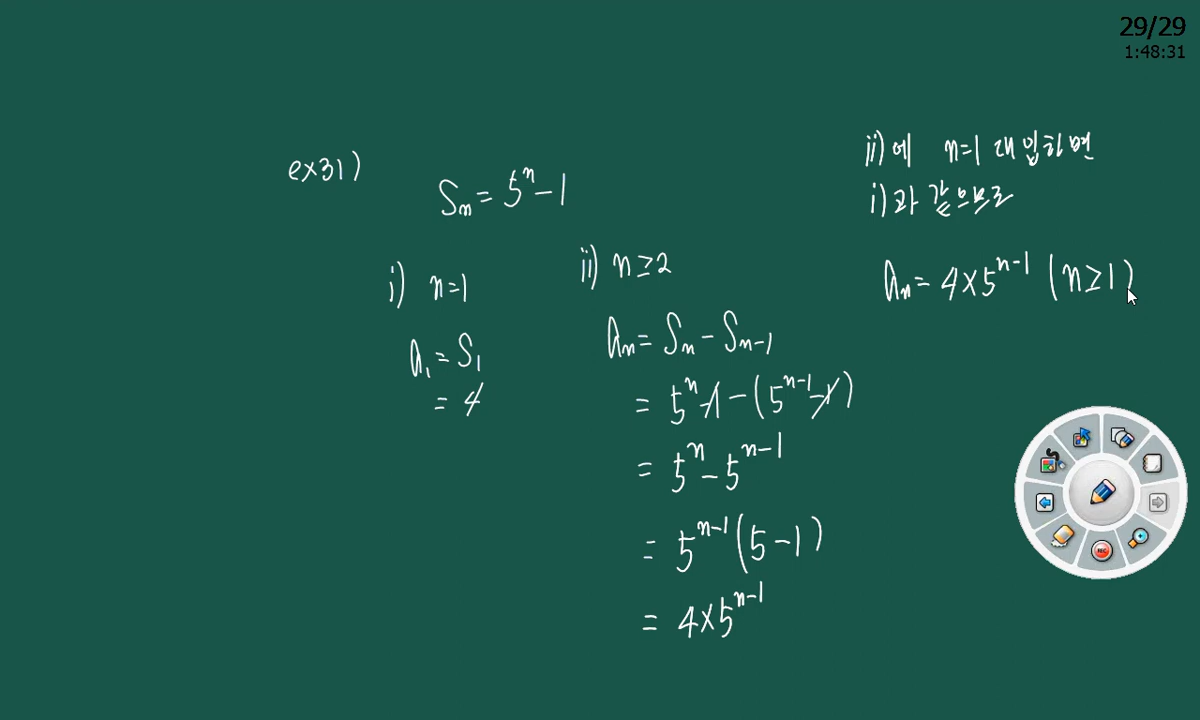 29/29
1:48:31
ex31)
Sn = 5^n - 1
i) n=1
a₁ = S₁
= 4
ii) n≥2
an = Sn - Sn-1
= 5^n - 1 - (5^(n-1) - 1)
= 5^n - 5^(n-1)
= 5^(n-1) (5-1)
= 4×5^(n-1)
ii)에 n=1 대입하면
i)과 같으므로
an = 4×5^(n-1) (n≥1)
REC